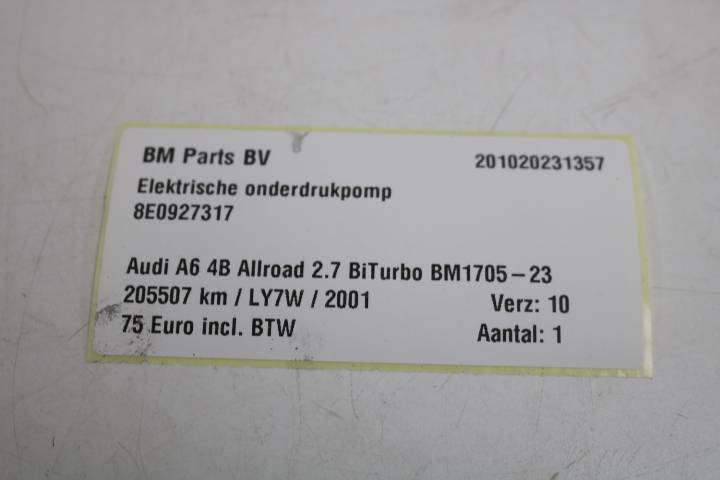 BM Parts BV 201020231357
Elektrische onderdrukpomp
8E0927317
Audi A6 4B Allroad 2.7 BiTurbo BM1705-23
205507 km / LY7W / 2001 Verz: 10
75 Euro incl. BTW Aantal: 1